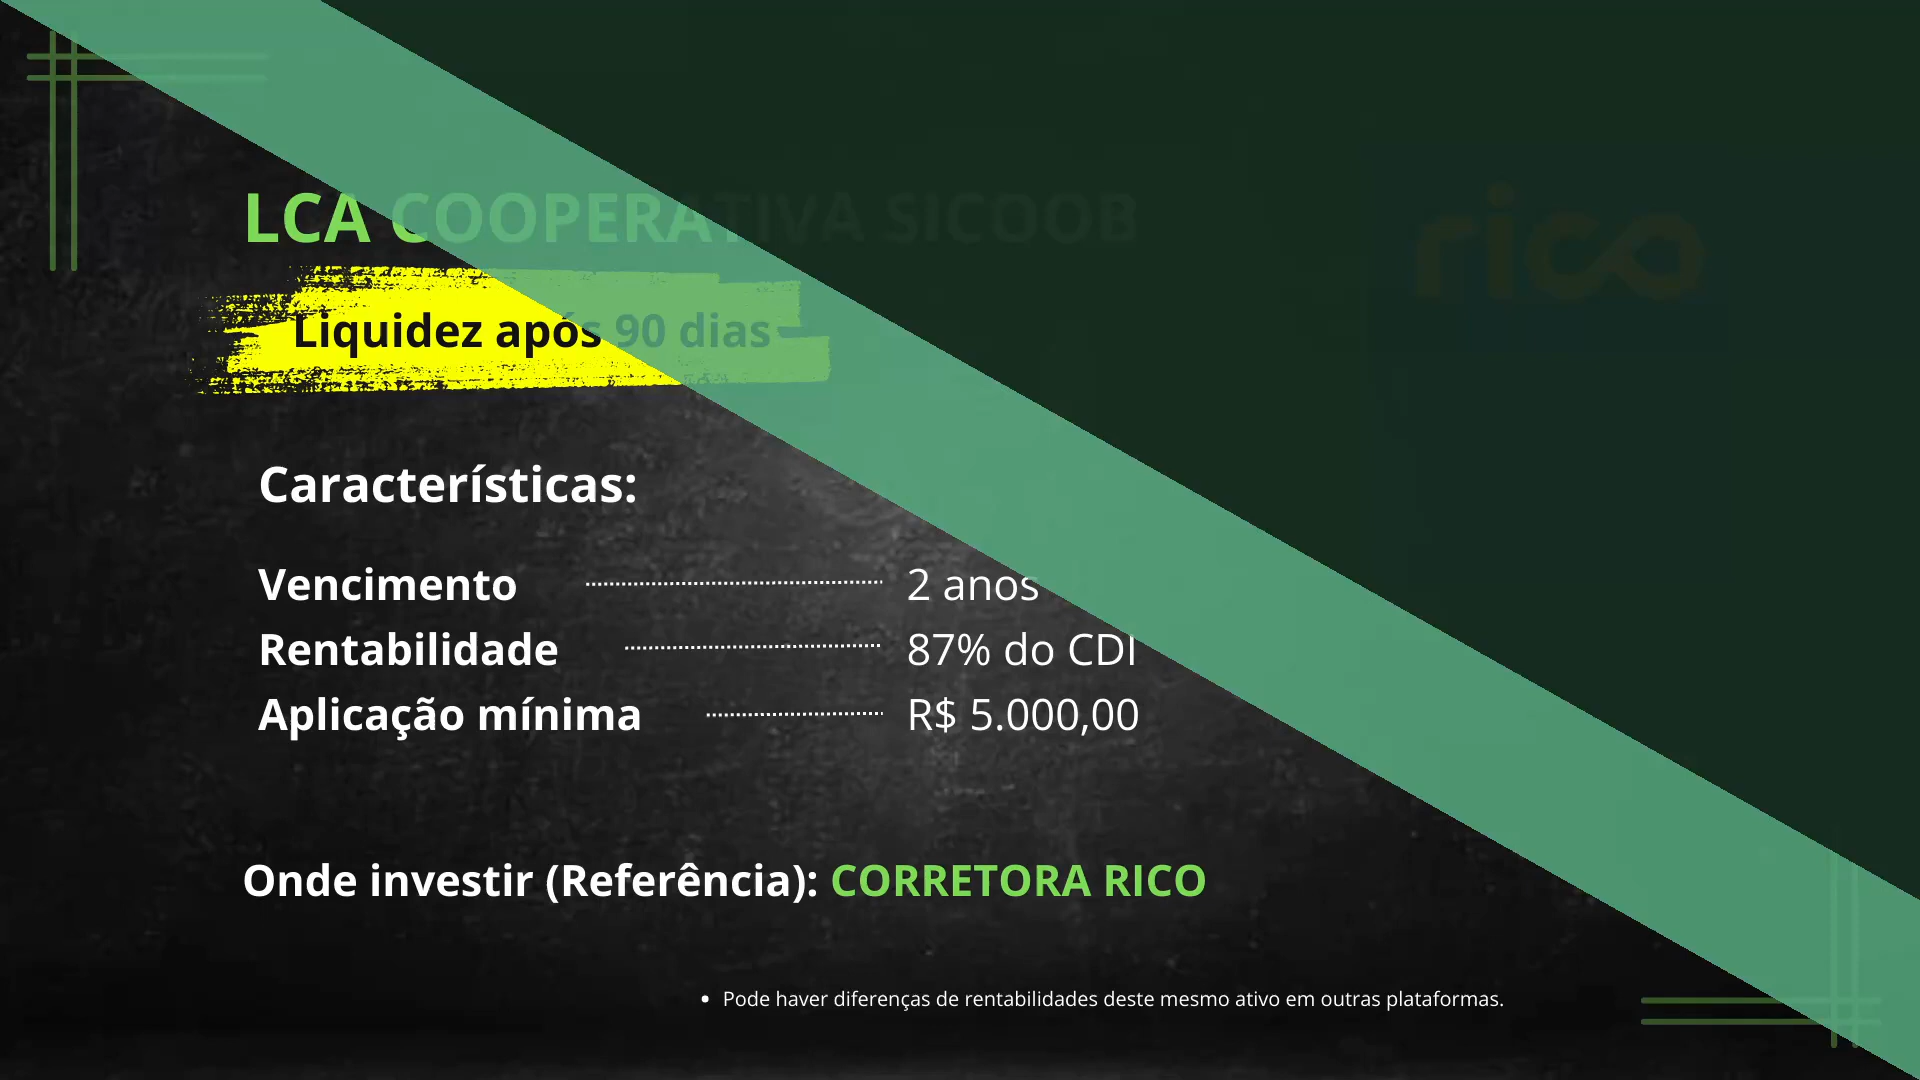 LCA COOPERATIVA SICOOB
rico
Liquidez após 90 dias
Características:
Vencimento 2 anos
Rentabilidade 87% do CDI
Aplicação mínima R$ 5.000,00
Onde investir (Referência): CORRETORA RICO
• Pode haver diferenças de rentabilidades deste mesmo ativo em outras plataformas.